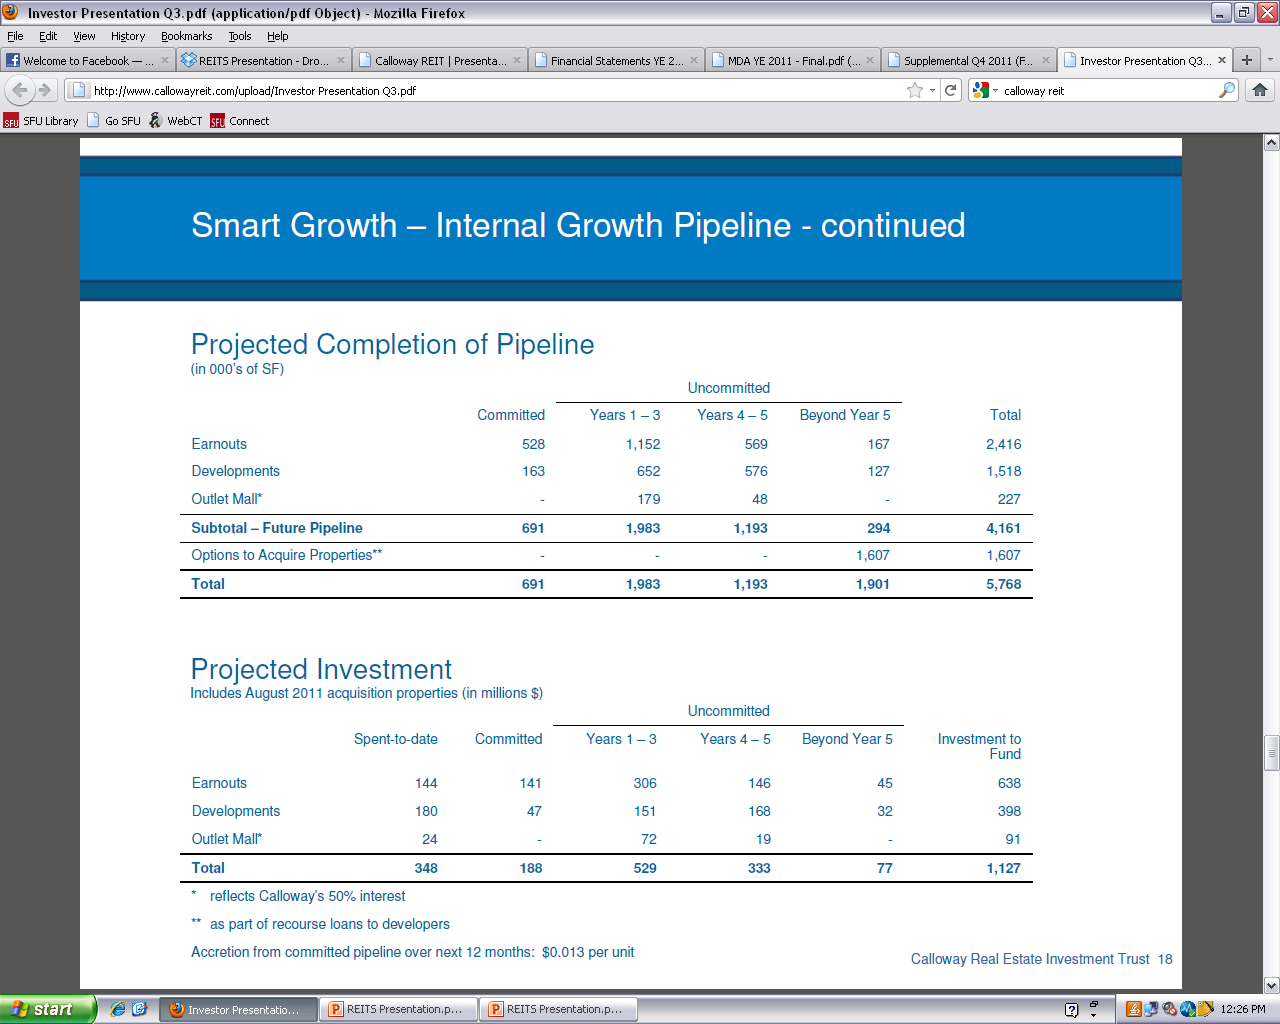 Investor Presentation Q3.pdf (application/pdf Object) - Mozilla Firefox
File Edit View History Bookmarks Tools Help
Welcome to Facebook — ... REITS Presentation - Dro... Calloway REIT | Presenta... Financial Statements YE 2... MDA YE 2011 - Final.pdf (... Supplemental Q4 2011 (F... Investor Presentation Q3...
http://www.callowayreit.com/upload/Investor Presentation Q3.pdf calloway reit
SFU SFU Library Go SFU WebCT SFU Connect
Smart Growth – Internal Growth Pipeline - continued
Projected Completion of Pipeline
(in 000's of SF)
Uncommitted
Committed Years 1 – 3 Years 4 – 5 Beyond Year 5 Total
Earnouts 528 1,152 569 167 2,416
Developments 163 652 576 127 1,518
Outlet Mall* - 179 48 - 227
Subtotal – Future Pipeline 691 1,983 1,193 294 4,161
Options to Acquire Properties** - - - 1,607 1,607
Total 691 1,983 1,193 1,901 5,768
Projected Investment
Includes August 2011 acquisition properties (in millions $)
Uncommitted
Spent-to-date Committed Years 1 – 3 Years 4 – 5 Beyond Year 5 Investment to
Fund
Earnouts 144 141 306 146 45 638
Developments 180 47 151 168 32 398
Outlet Mall* 24 - 72 19 - 91
Total 348 188 529 333 77 1,127
* reflects Calloway's 50% interest
** as part of recourse loans to developers
Accretion from committed pipeline over next 12 months: $0.013 per unit
Calloway Real Estate Investment Trust 18
start Investor Presentatio... REITS Presentation.p... REITS Presentation.p... 12:26 PM